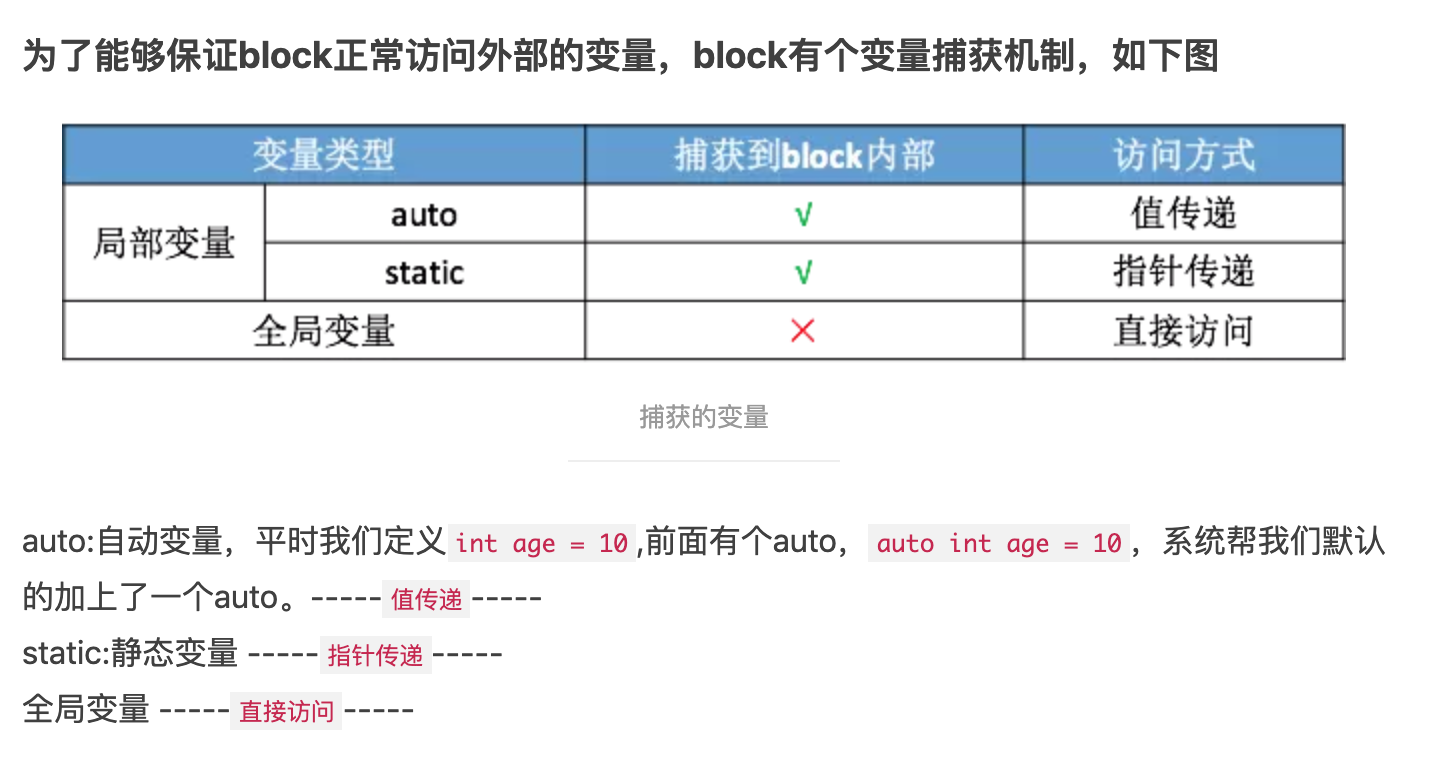 为了能够保证block正常访问外部的变量，block有个变量捕获机制，如下图
变量类型 捕获到block内部 访问方式
局部变量 auto √ 值传递
static √ 指针传递
全局变量 × 直接访问
捕获的变量
auto:自动变量，平时我们定义int age = 10,前面有个auto，auto int age = 10，系统帮我们默认
的加上了一个auto。-----值传递-----
static:静态变量 -----指针传递-----
全局变量 -----直接访问-----